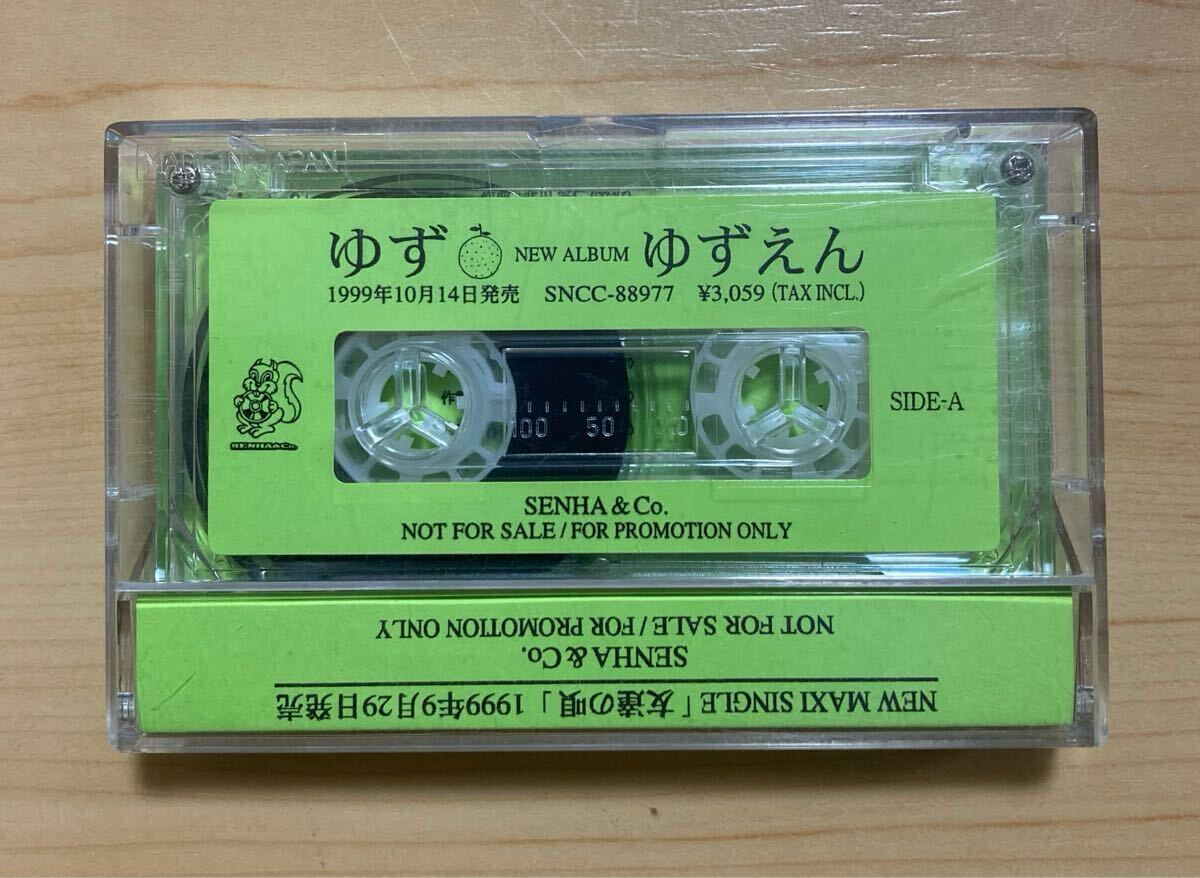 MADE IN JAPAN
ゆず NEW ALBUM ゆずえん
1999年10月14日発売 SNCC-88977 ¥3,059 (TAX INCL.)
SENHA&Co.
作
100 50 0
SIDE-A
SENHA & Co.
NOT FOR SALE / FOR PROMOTION ONLY
NEW MAXI SINGLE「友達の唄」1999年9月29日発売
SENHA & Co.
NOT FOR SALE / FOR PROMOTION ONLY